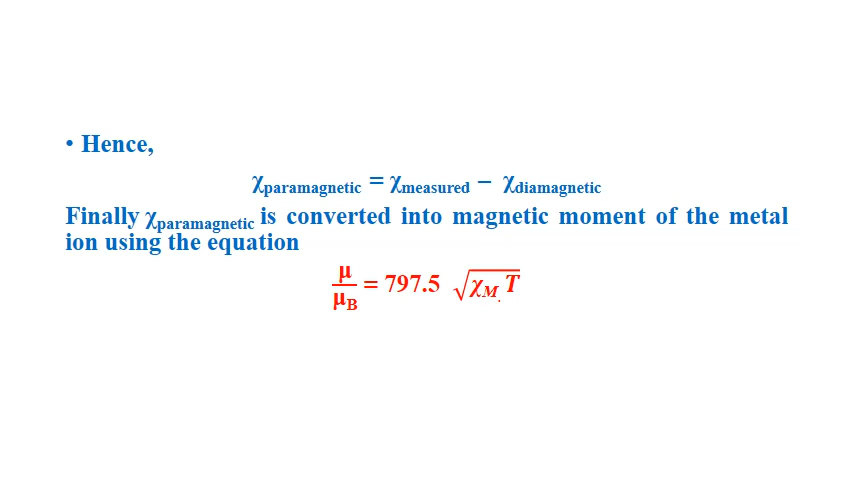 • Hence,
χparamagnetic = χmeasured − χdiamagnetic
Finally χparamagnetic is converted into magnetic moment of the metal
ion using the equation
μ/μB = 797.5 √χM. T